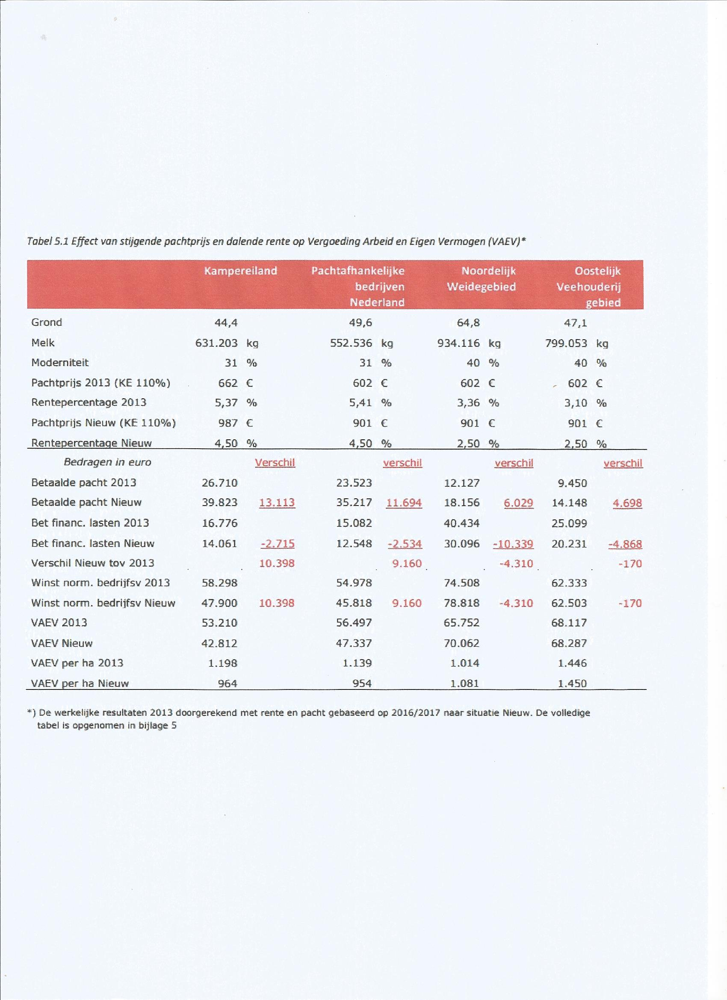 Tabel 5.1 Effect van stijgende pachtprijs en dalende rente op Vergoeding Arbeid en Eigen Vermogen (VAEV)*
Kampereiland Pachtafhankelijke bedrijven Nederland Noordelijk Weidegebied Oostelijk Veehouderij gebied
Grond 44,4 49,6 64,8 47,1
Melk 631.203 kg 552.536 kg 934.116 kg 799.053 kg
Moderniteit 31 % 31 % 40 % 40 %
Pachtprijs 2013 (KE 110%) 662 € 602 € 602 € 602 €
Rentepercentage 2013 5,37 % 5,41 % 3,36 % 3,10 %
Pachtprijs Nieuw (KE 110%) 987 € 901 € 901 € 901 €
Rentepercentage Nieuw 4,50 % 4,50 % 2,50 % 2,50 %
Bedragen in euro Verschil verschil verschil verschil
Betaalde pacht 2013 26.710 23.523 12.127 9.450
Betaalde pacht Nieuw 39.823 13.113 35.217 11.694 18.156 6.029 14.148 4.698
Bet financ. lasten 2013 16.776 15.082 40.434 25.099
Bet financ. lasten Nieuw 14.061 -2.715 12.548 -2.534 30.096 -10.339 20.231 -4.868
Verschil Nieuw tov 2013 10.398 9.160 -4.310 -170
Winst norm. bedrijfsv 2013 58.298 54.978 74.508 62.333
Winst norm. bedrijfsv Nieuw 47.900 10.398 45.818 9.160 78.818 -4.310 62.503 -170
VAEV 2013 53.210 56.497 65.752 68.117
VAEV Nieuw 42.812 47.337 70.062 68.287
VAEV per ha 2013 1.198 1.139 1.014 1.446
VAEV per ha Nieuw 964 954 1.081 1.450
*) De werkelijke resultaten 2013 doorgerekend met rente en pacht gebaseerd op 2016/2017 naar situatie Nieuw. De volledige
tabel is opgenomen in bijlage 5